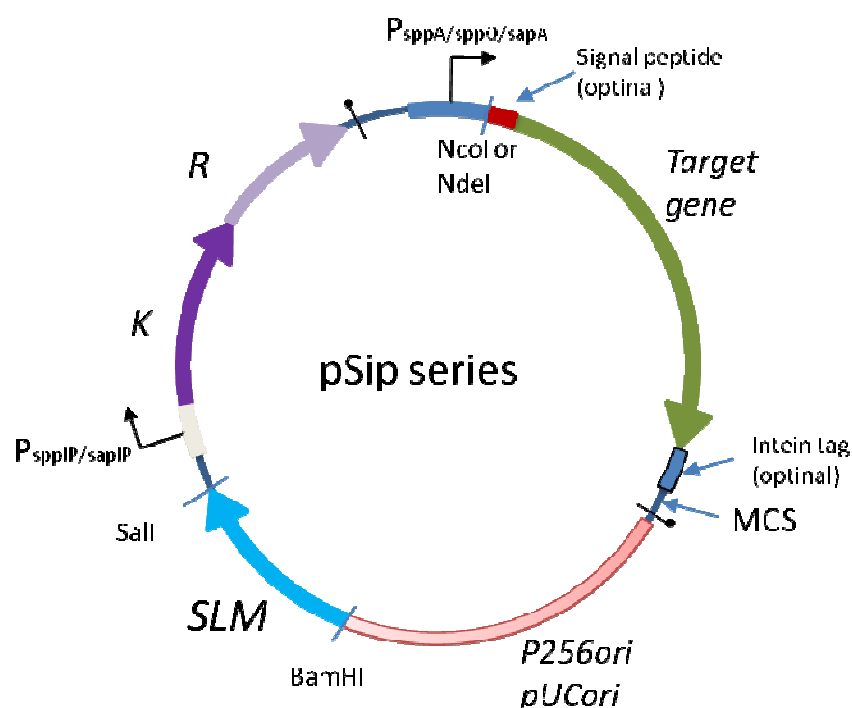 PsppA/sppQ/sapA
Signal peptide
(optina )
NcoI or
NdeI
Target
gene
R
K
pSip series
PsppIP/sapIP
Intein tag
(optinal)
MCS
SalI
SLM
BamHI
P256ori
pUCori